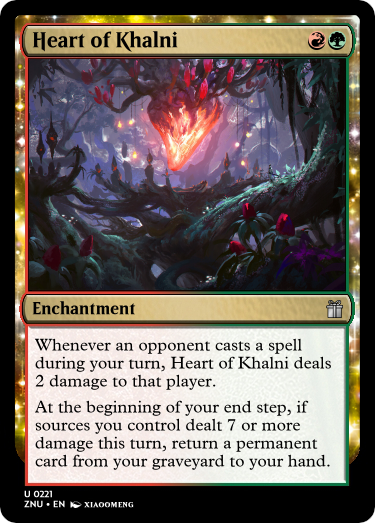 Heart of Khalni
Enchantment
Whenever an opponent casts a spell
during your turn, Heart of Khalni deals
2 damage to that player.
At the beginning of your end step, if
sources you control dealt 7 or more
damage this turn, return a permanent
card from your graveyard to your hand.
U 0221
ZNU • EN XIAOOMENG